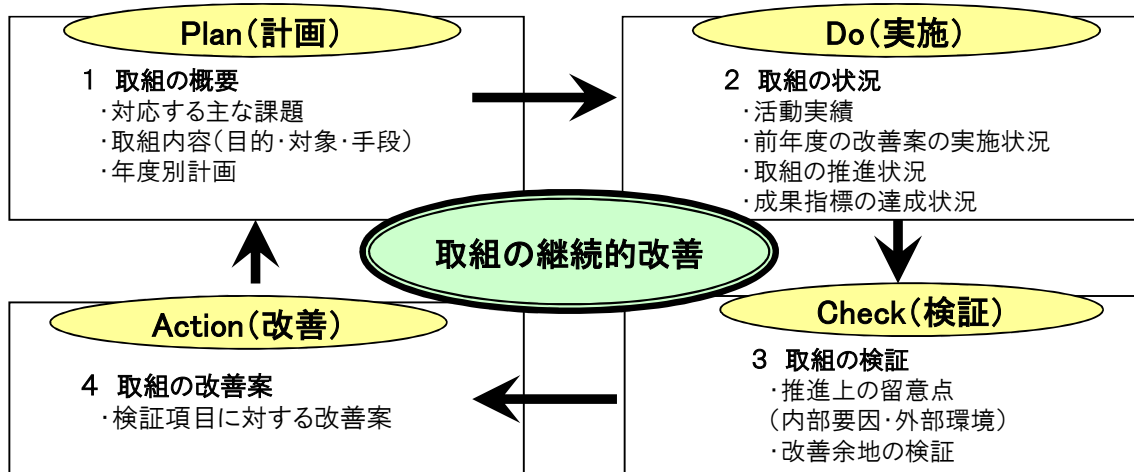 Plan(計画)
1 取組の概要
・対応する主な課題
・取組内容(目的・対象・手段)
・年度別計画
Do(実施)
2 取組の状況
・活動実績
・前年度の改善案の実施状況
・取組の推進状況
・成果指標の達成状況
取組の継続的改善
Check(検証)
3 取組の検証
・推進上の留意点
(内部要因・外部環境)
・改善余地の検証
Action(改善)
4 取組の改善案
・検証項目に対する改善案